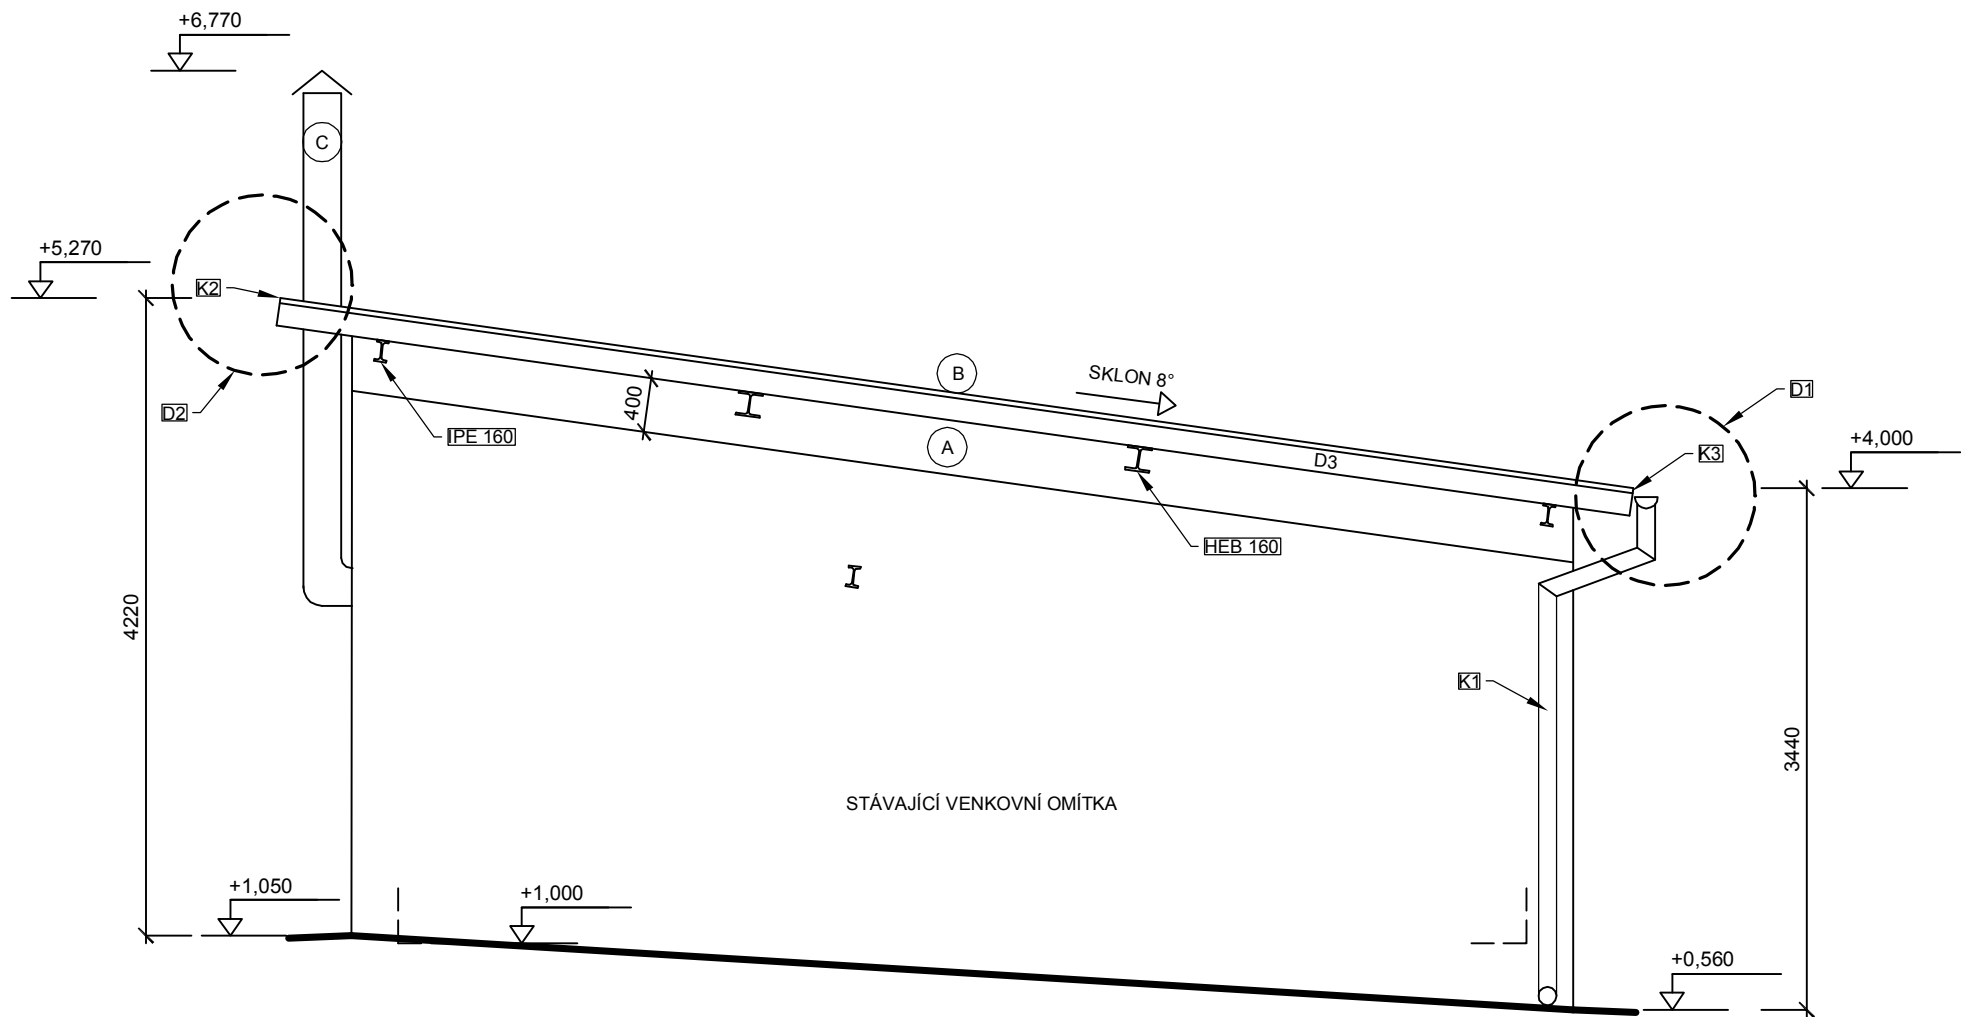 +6,770
C
+5,270
K2
B
SKLON 8°
D2
400
IPE 160
A
D3
D1
K3
+4,000
HEB 160
4220
K1
3440
STÁVAJÍCÍ VENKOVNÍ OMÍTKA
+1,050
+1,000
+0,560